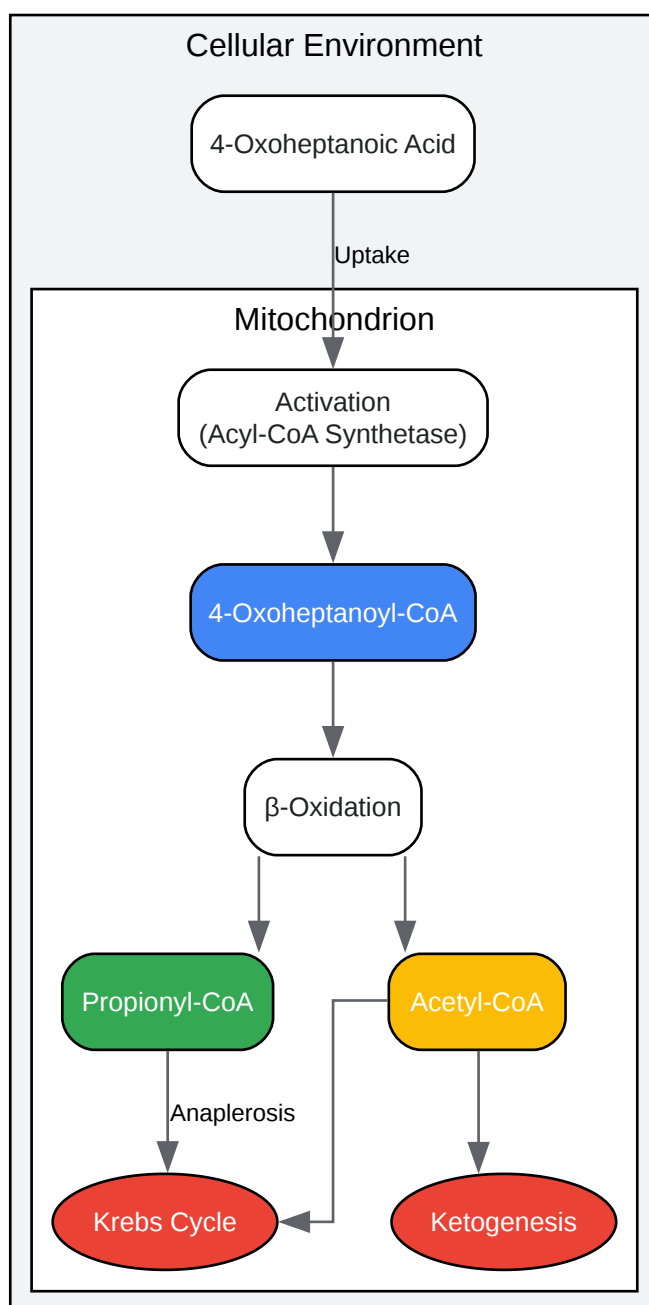 Cellular Environment
4-Oxoheptanoic Acid
Uptake
Mitochondrion
Activation
(Acyl-CoA Synthetase)
4-Oxoheptanoyl-CoA
β-Oxidation
Propionyl-CoA
Acetyl-CoA
Anaplerosis
Krebs Cycle
Ketogenesis